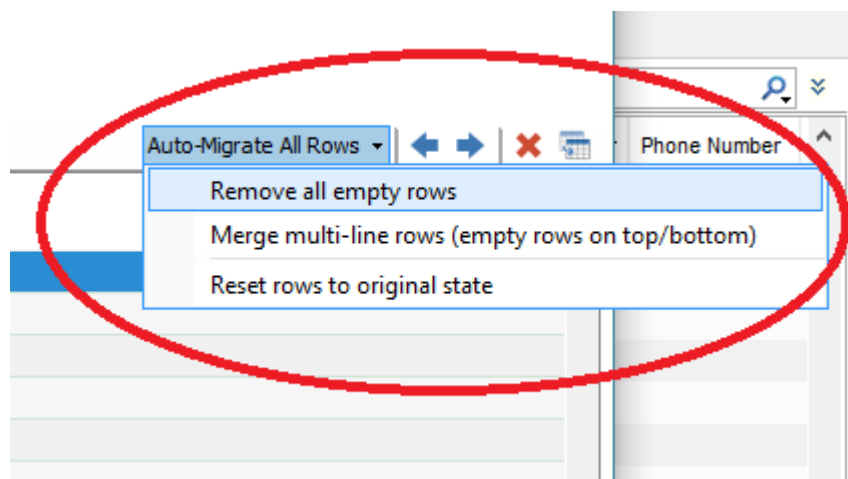 Auto-Migrate All Rows
Phone Number
Remove all empty rows
Merge multi-line rows (empty rows on top/bottom)
Reset rows to original state